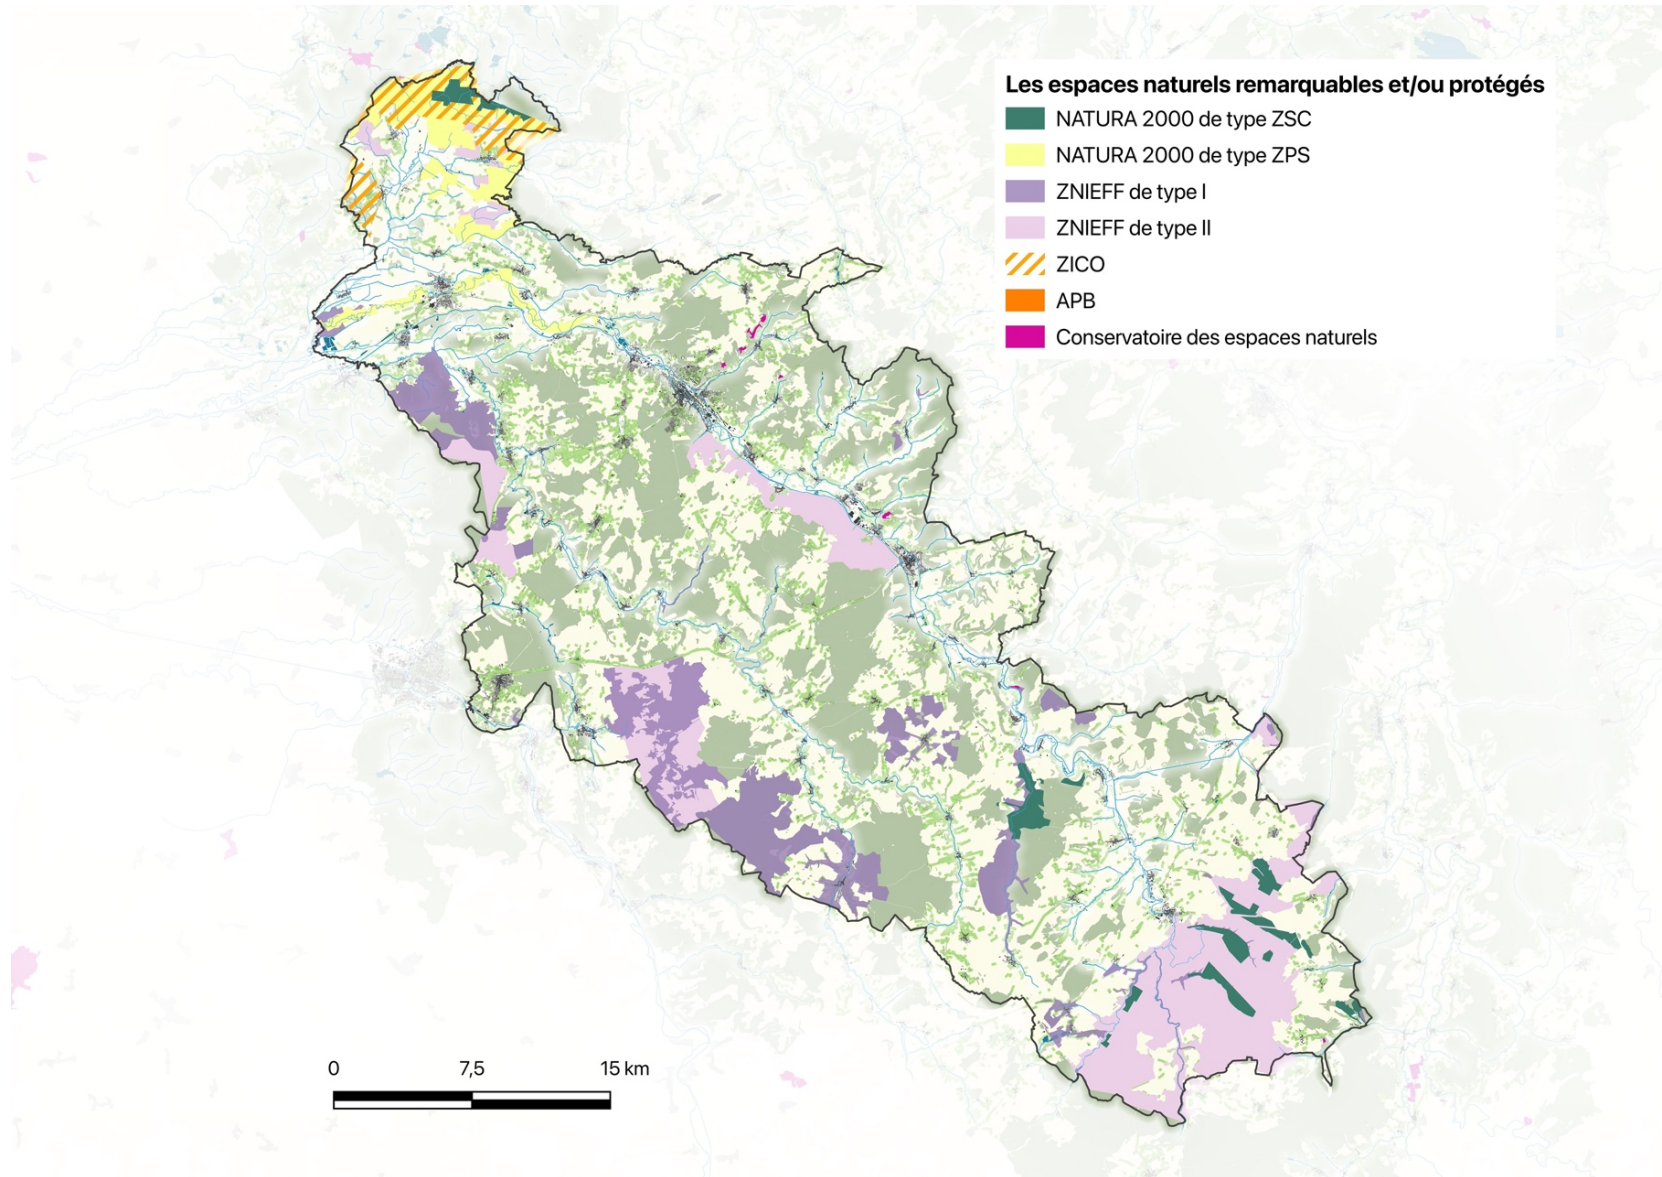 Les espaces naturels remarquables et/ou protégés
NATURA 2000 de type ZSC
NATURA 2000 de type ZPS
ZNIEFF de type I
ZNIEFF de type II
ZICO
APB
Conservatoire des espaces naturels
0 7,5 15 km